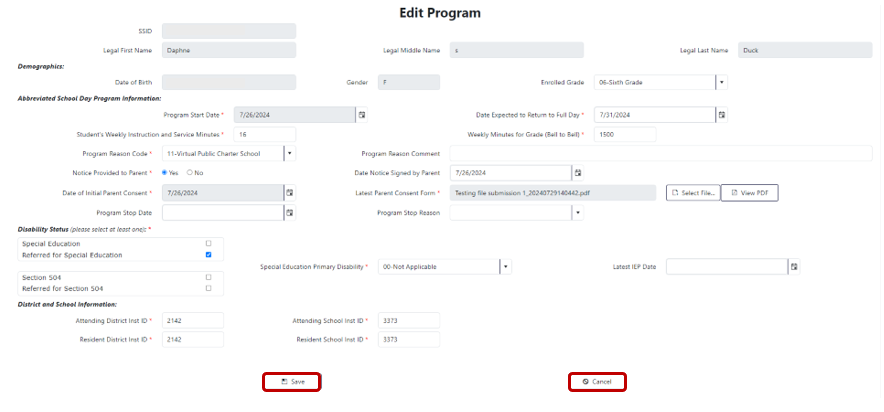 Edit Program
SSID
Legal First Name Daphne Legal Middle Name s Legal Last Name Duck
Demographics:
Date of Birth Gender F Enrolled Grade 06-Sixth Grade
Abbreviated School Day Program Information:
Program Start Date * 7/26/2024 Date Expected to Return to Full Day * 7/31/2024
Student's Weekly Instruction and Service Minutes * 16 Weekly Minutes for Grade (Bell to Bell) * 1500
Program Reason Code * 11-Virtual Public Charter School Program Reason Comment
Notice Provided to Parent * Yes No Date Notice Signed by Parent 7/26/2024
Date of Initial Parent Consent * 7/26/2024 Latest Parent Consent Form * Testing file submission 1_20240729140442.pdf Select File... View PDF
Program Stop Date Program Stop Reason
Disability Status (please select at least one): *
Special Education
Referred for Special Education
Special Education Primary Disability * 00-Not Applicable Latest IEP Date
Section 504
Referred for Section 504
District and School Information:
Attending District Inst ID * 2142 Attending School Inst ID * 3373
Resident District Inst ID * 2142 Resident School Inst ID * 3373
Save Cancel